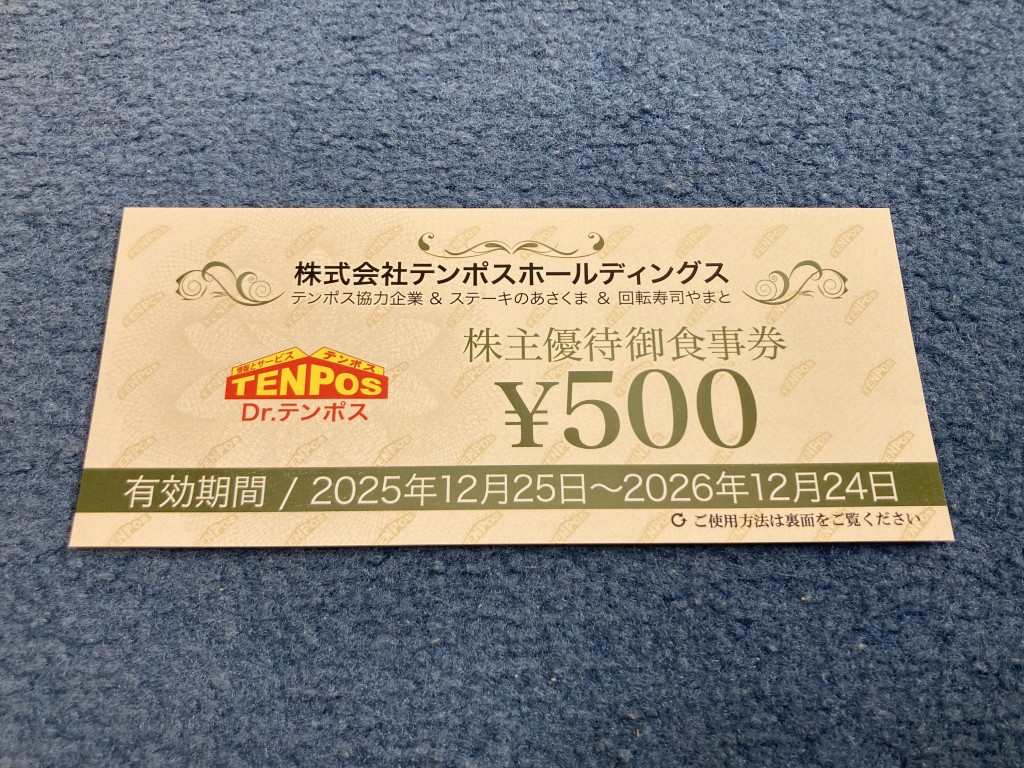 株式会社テンポスホールディングス
テンポス協力企業 & ステーキのあさくま & 回転寿司やまと
株主優待御食事券
¥500
情報とサービス テンポス
TENPOS
Dr.テンポス
有効期間 / 2025年12月25日～2026年12月24日
ご使用方法は裏面をご覧ください